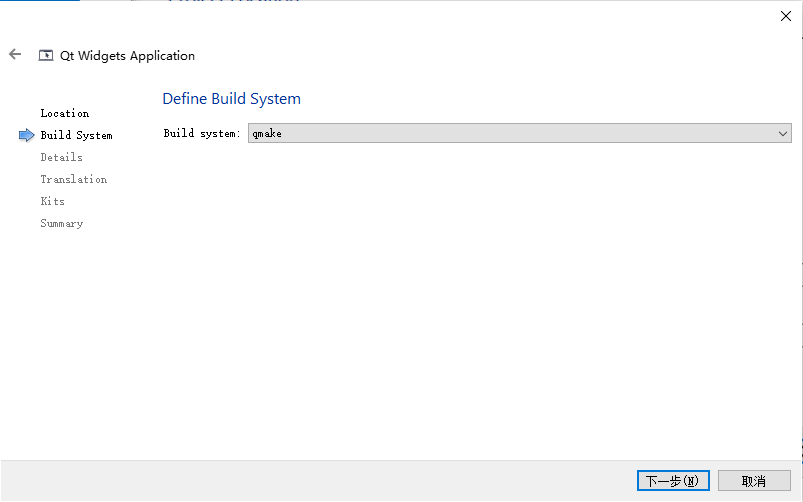 Qt Widgets Application
Location
Build System
Details
Translation
Kits
Summary
Define Build System
Build system: qmake
下一步(N)
取消